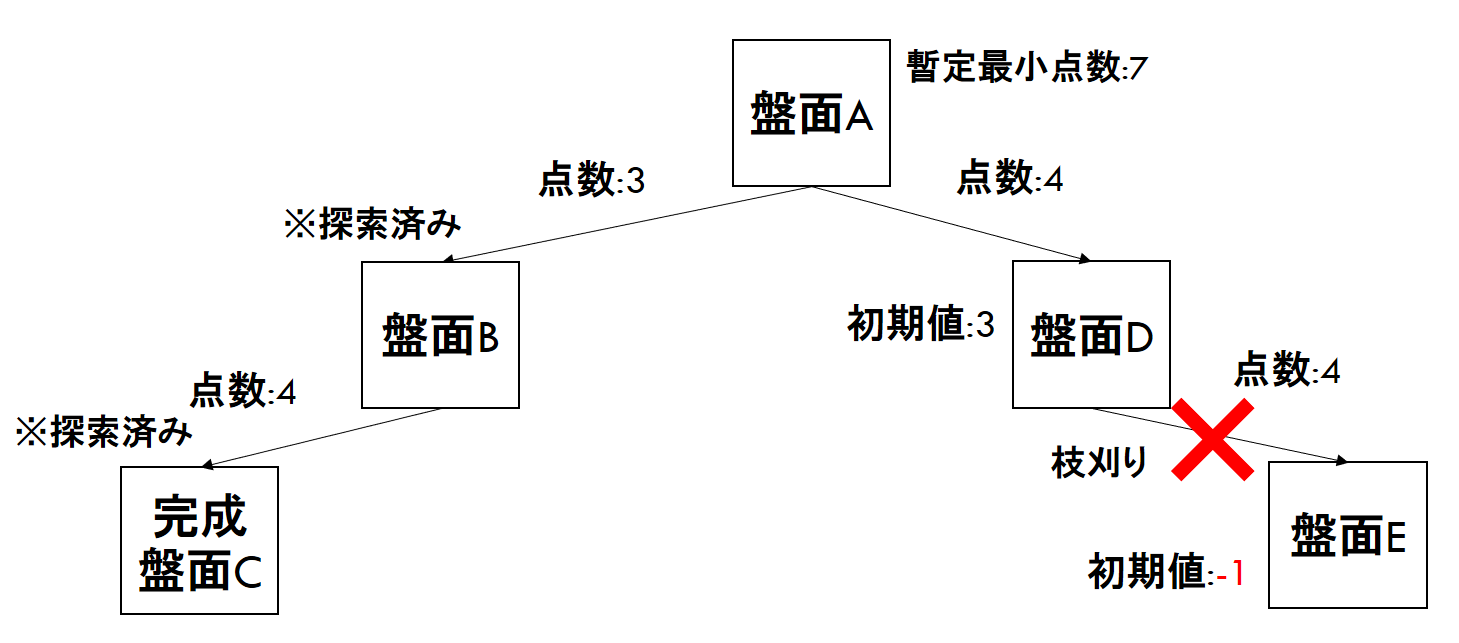 盤面A
暫定最小点数:7
点数:3
点数:4
※探索済み
盤面B
初期値:3
盤面D
点数:4
点数:4
※探索済み
枝刈り
完成
盤面C
盤面E
初期値:-1